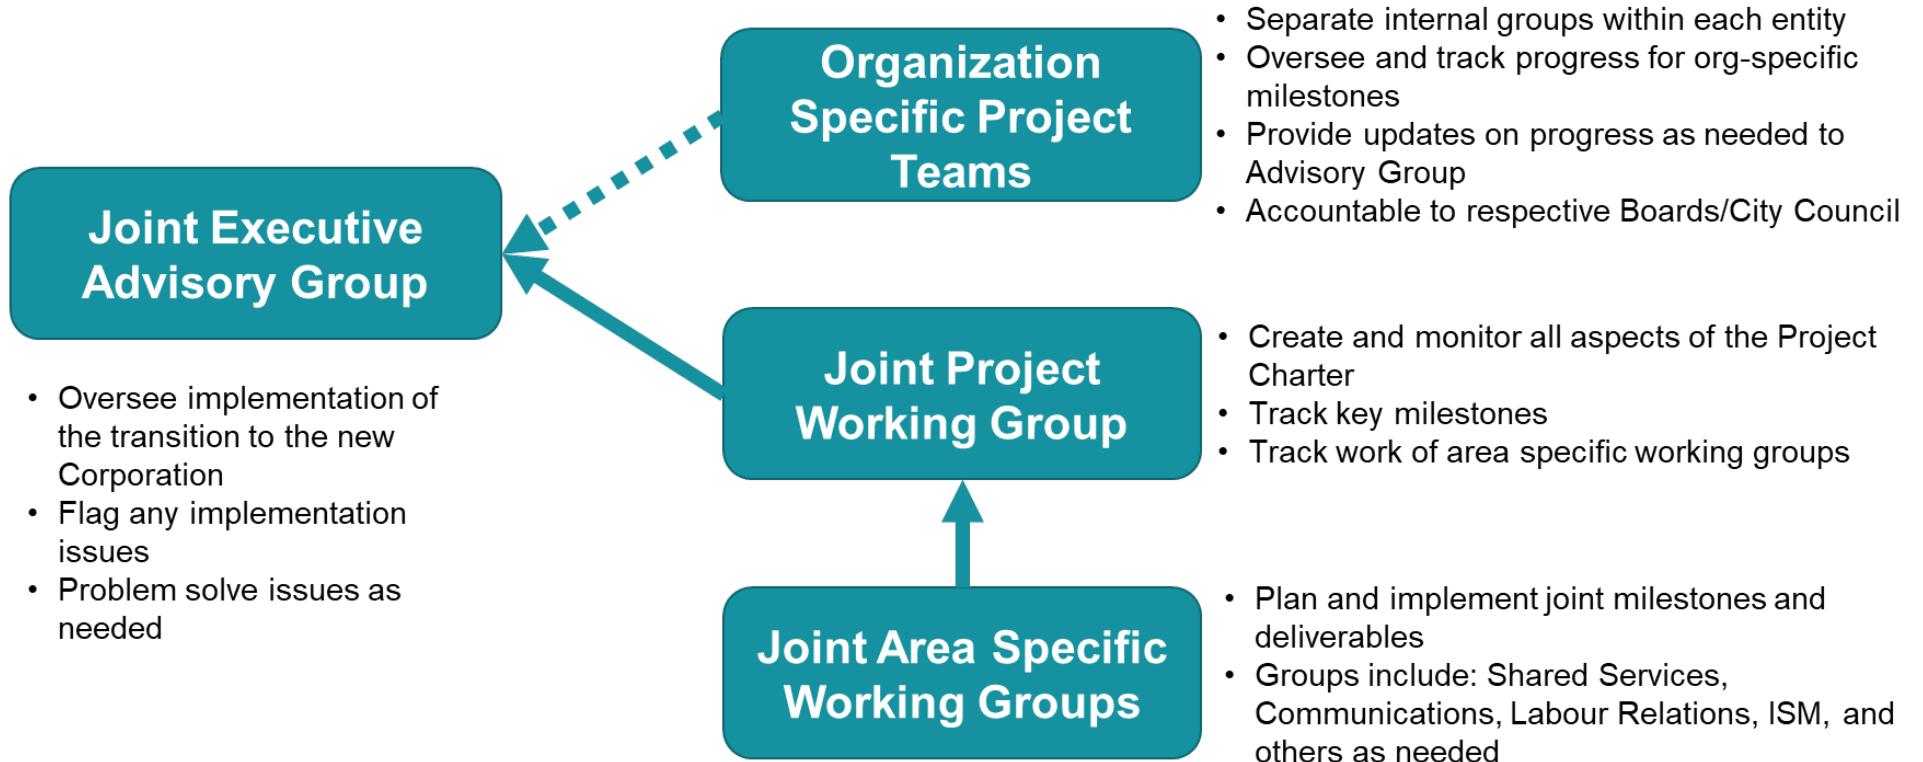 Joint Executive
Advisory Group
• Oversee implementation of
the transition to the new
Corporation
• Flag any implementation
issues
• Problem solve issues as
needed
Organization
Specific Project
Teams
• Separate internal groups within each entity
• Oversee and track progress for org-specific
milestones
• Provide updates on progress as needed to
Advisory Group
• Accountable to respective Boards/City Council
Joint Project
Working Group
• Create and monitor all aspects of the Project
Charter
• Track key milestones
• Track work of area specific working groups
Joint Area Specific
Working Groups
• Plan and implement joint milestones and
deliverables
• Groups include: Shared Services,
Communications, Labour Relations, ISM, and
others as needed